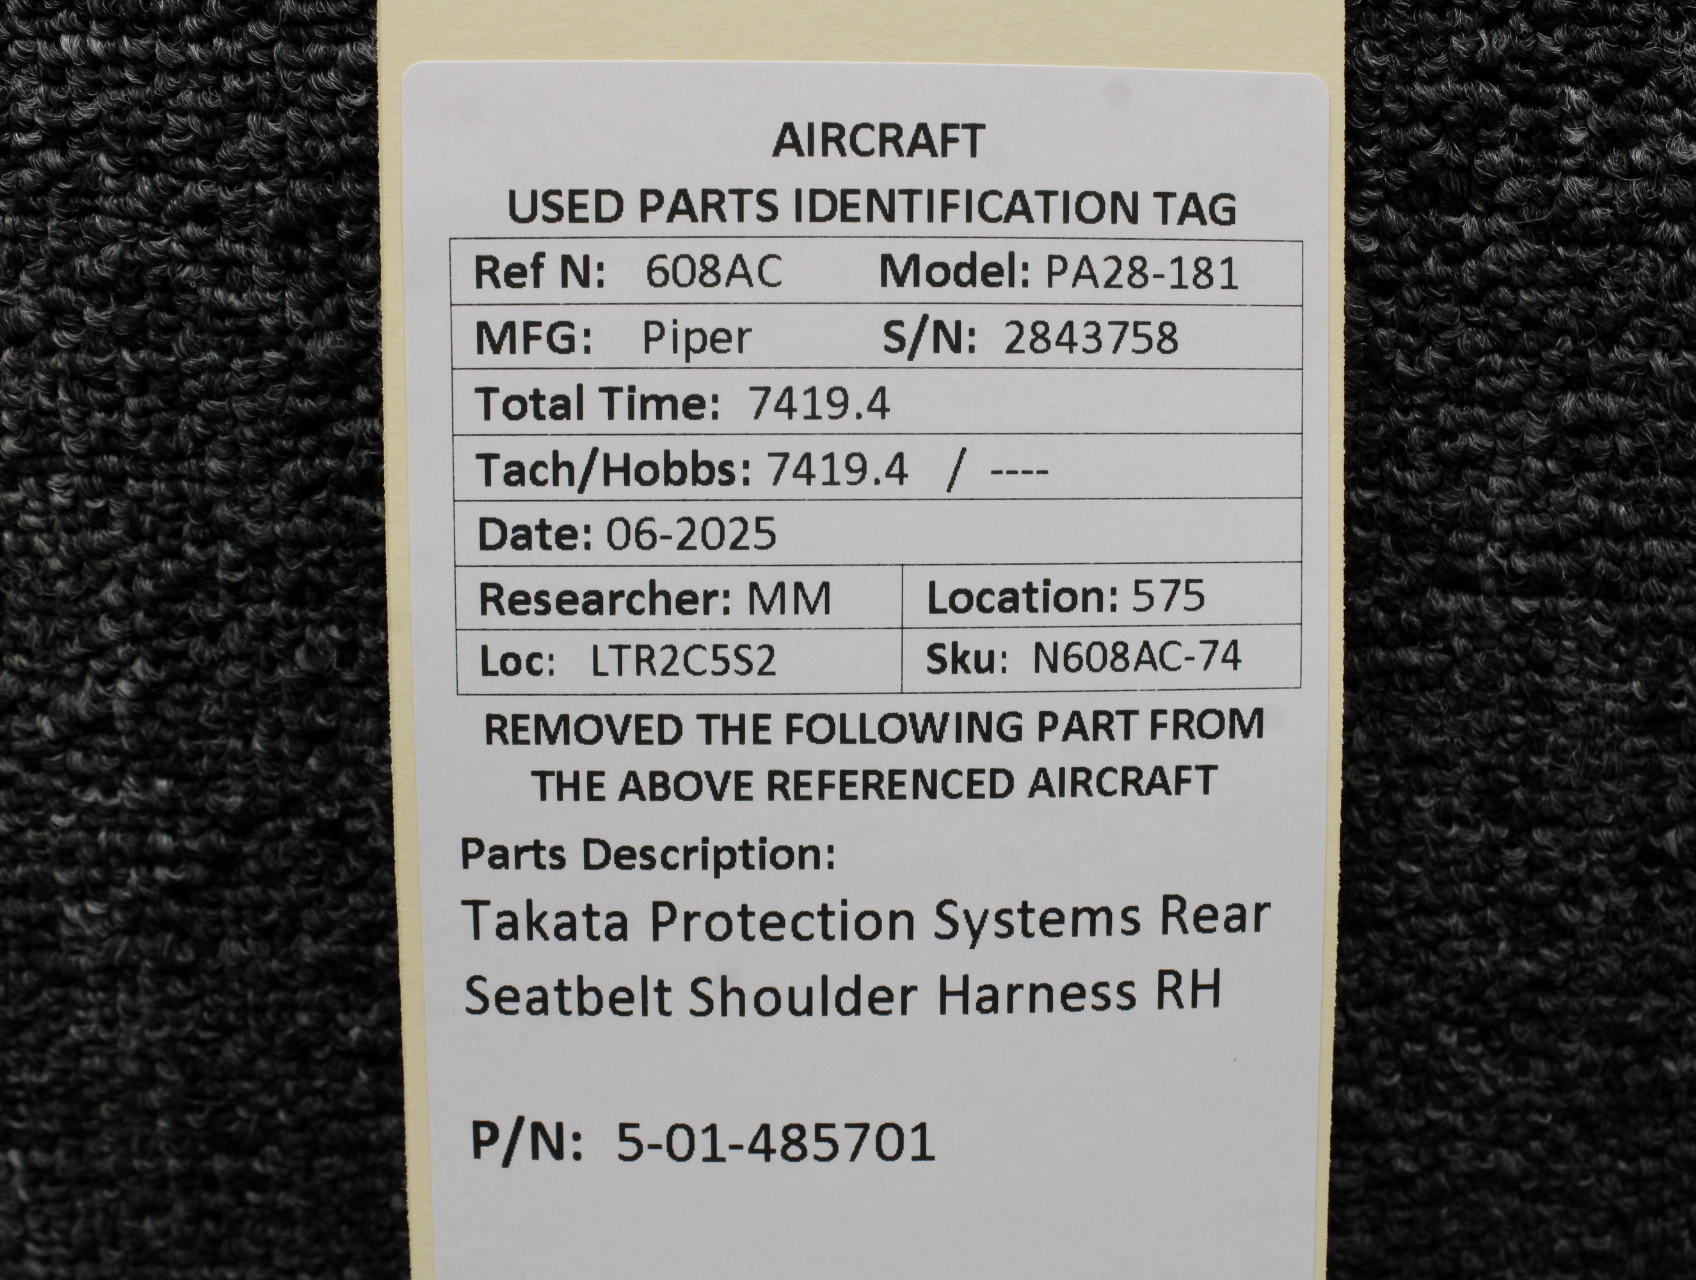 AIRCRAFT
USED PARTS IDENTIFICATION TAG
Ref N: 608AC Model: PA28-181
MFG: Piper S/N: 2843758
Total Time: 7419.4
Tach/Hobbs: 7419.4 / ----
Date: 06-2025
Researcher: MM Location: 575
Loc: LTR2C5S2 Sku: N608AC-74
REMOVED THE FOLLOWING PART FROM
THE ABOVE REFERENCED AIRCRAFT
Parts Description:
Takata Protection Systems Rear
Seatbelt Shoulder Harness RH
P/N: 5-01-485701